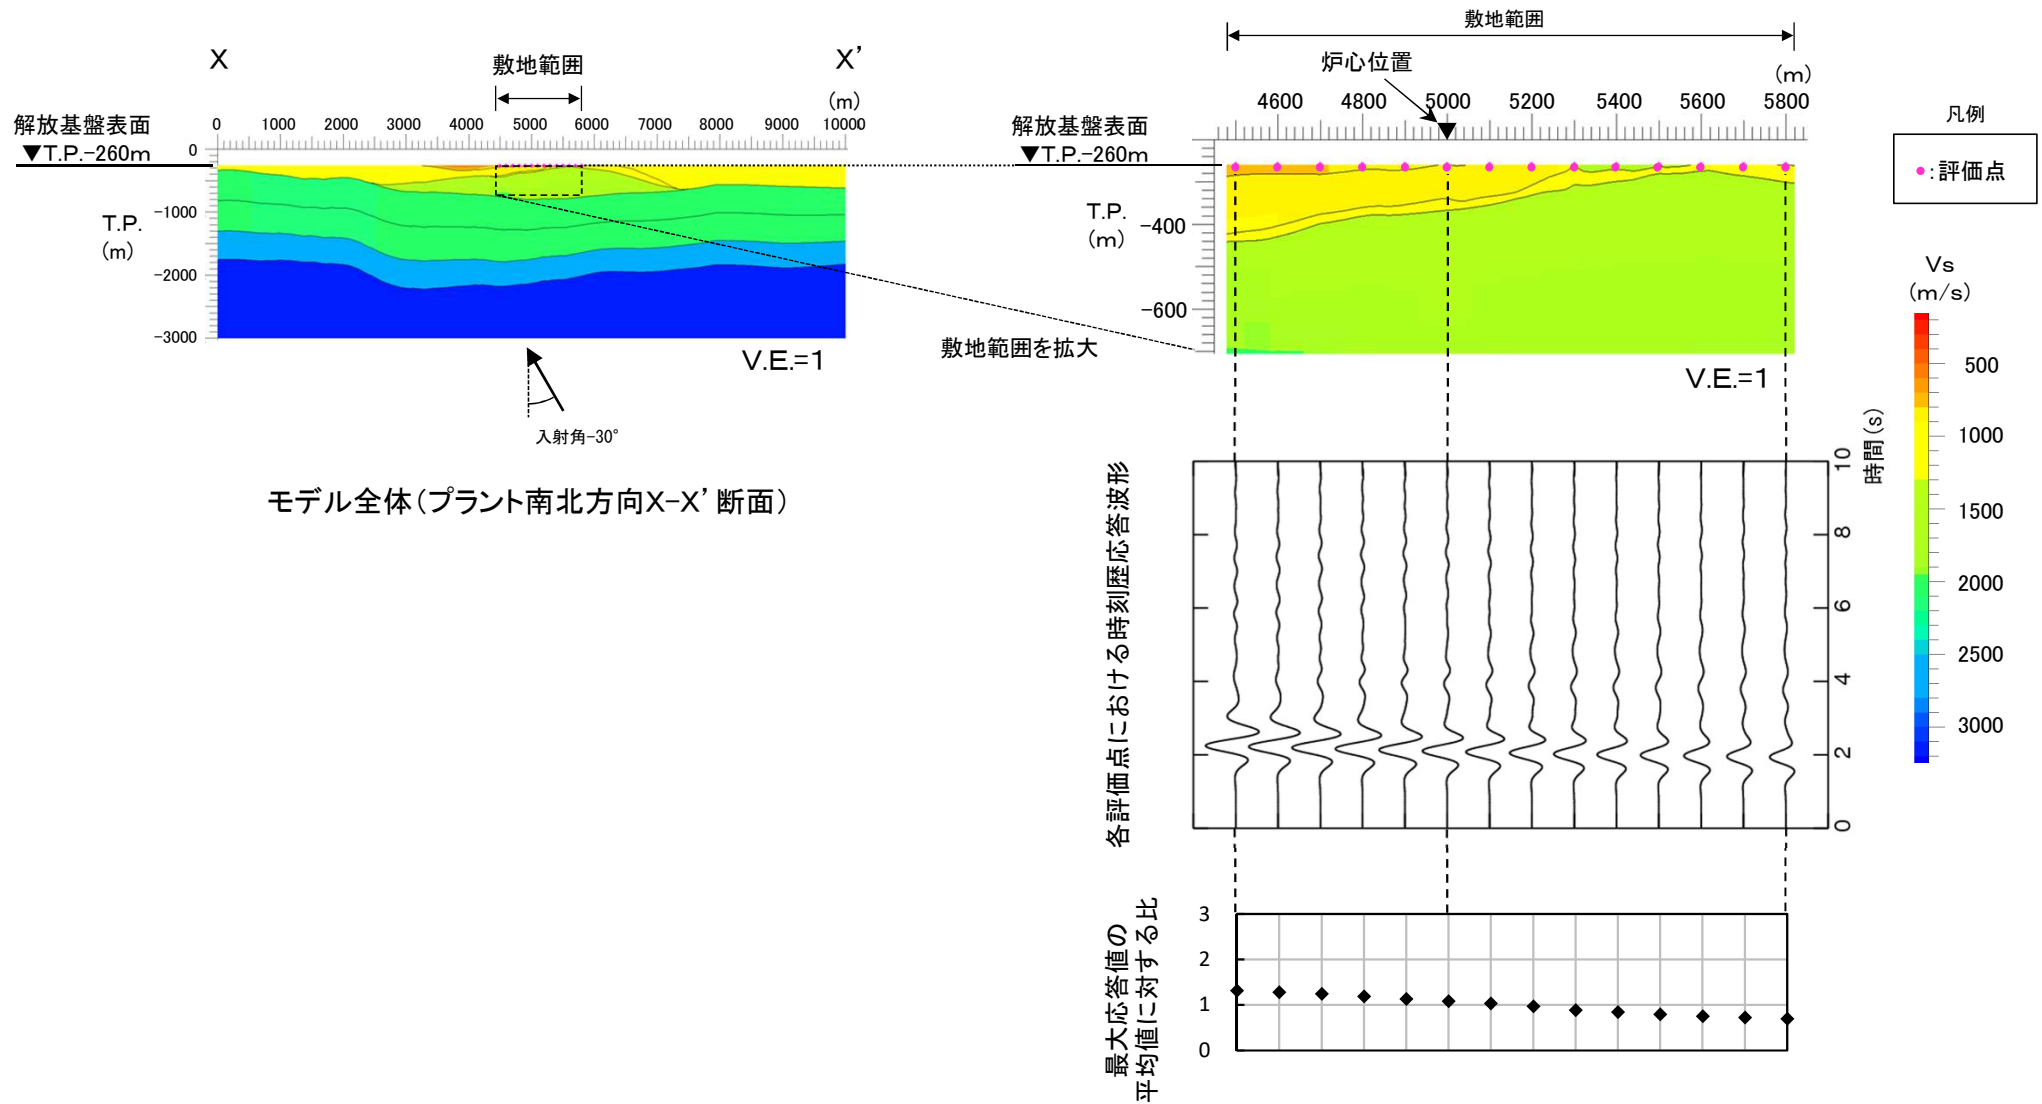 X
X’
敷地範囲
(m)
0 1000 2000 3000 4000 5000 6000 7000 8000 9000 10000
解放基盤表面
▼T.P.-260m
0
-1000
-2000
-3000
T.P.
(m)
V.E.=1
入射角-30°
モデル全体(プラント南北方向X-X’断面)
敷地範囲を拡大
敷地範囲
炉心位置
(m)
4600 4800 5000 5200 5400 5600 5800
解放基盤表面
▼T.P.-260m
T.P.
(m)
-400
-600
V.E.=1
凡例
●:評価点
Vs
(m/s)
500
1000
1500
2000
2500
3000
各評価点における時刻歴応答波形
時間(s)
10
8
6
4
2
0
最大応答値の
平均値に対する比
3
2
1
0